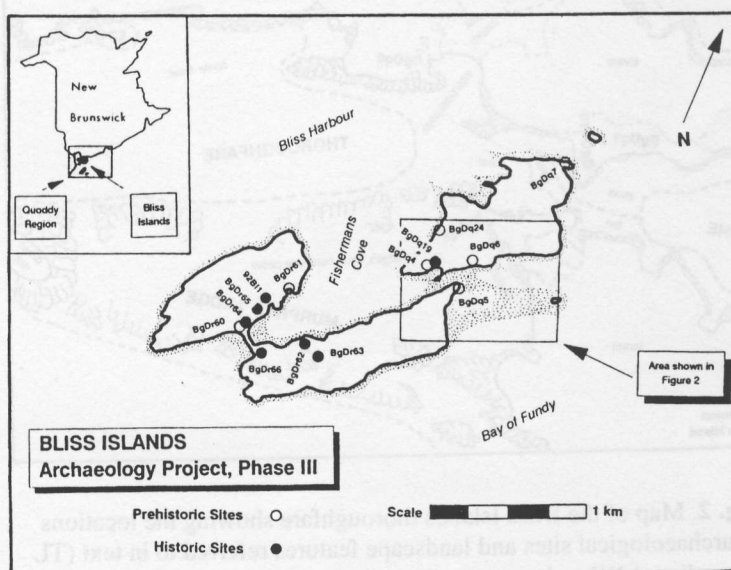 New
Brunswick
Quoddy
Region
Bliss
Islands
Bliss Harbour
N
BgDq7
BgDq24
BgDq19
BgDq6
BgDq4
Fishermans
Cove
BgDr61
92B11
BgDr65
BgDr64
BgDr60
BgDq5
BgDr66
BgDr62
BgDr63
Area shown in
Figure 2
Bay of Fundy
BLISS ISLANDS
Archaeology Project, Phase III
Prehistoric Sites
Historic Sites
Scale
1 km